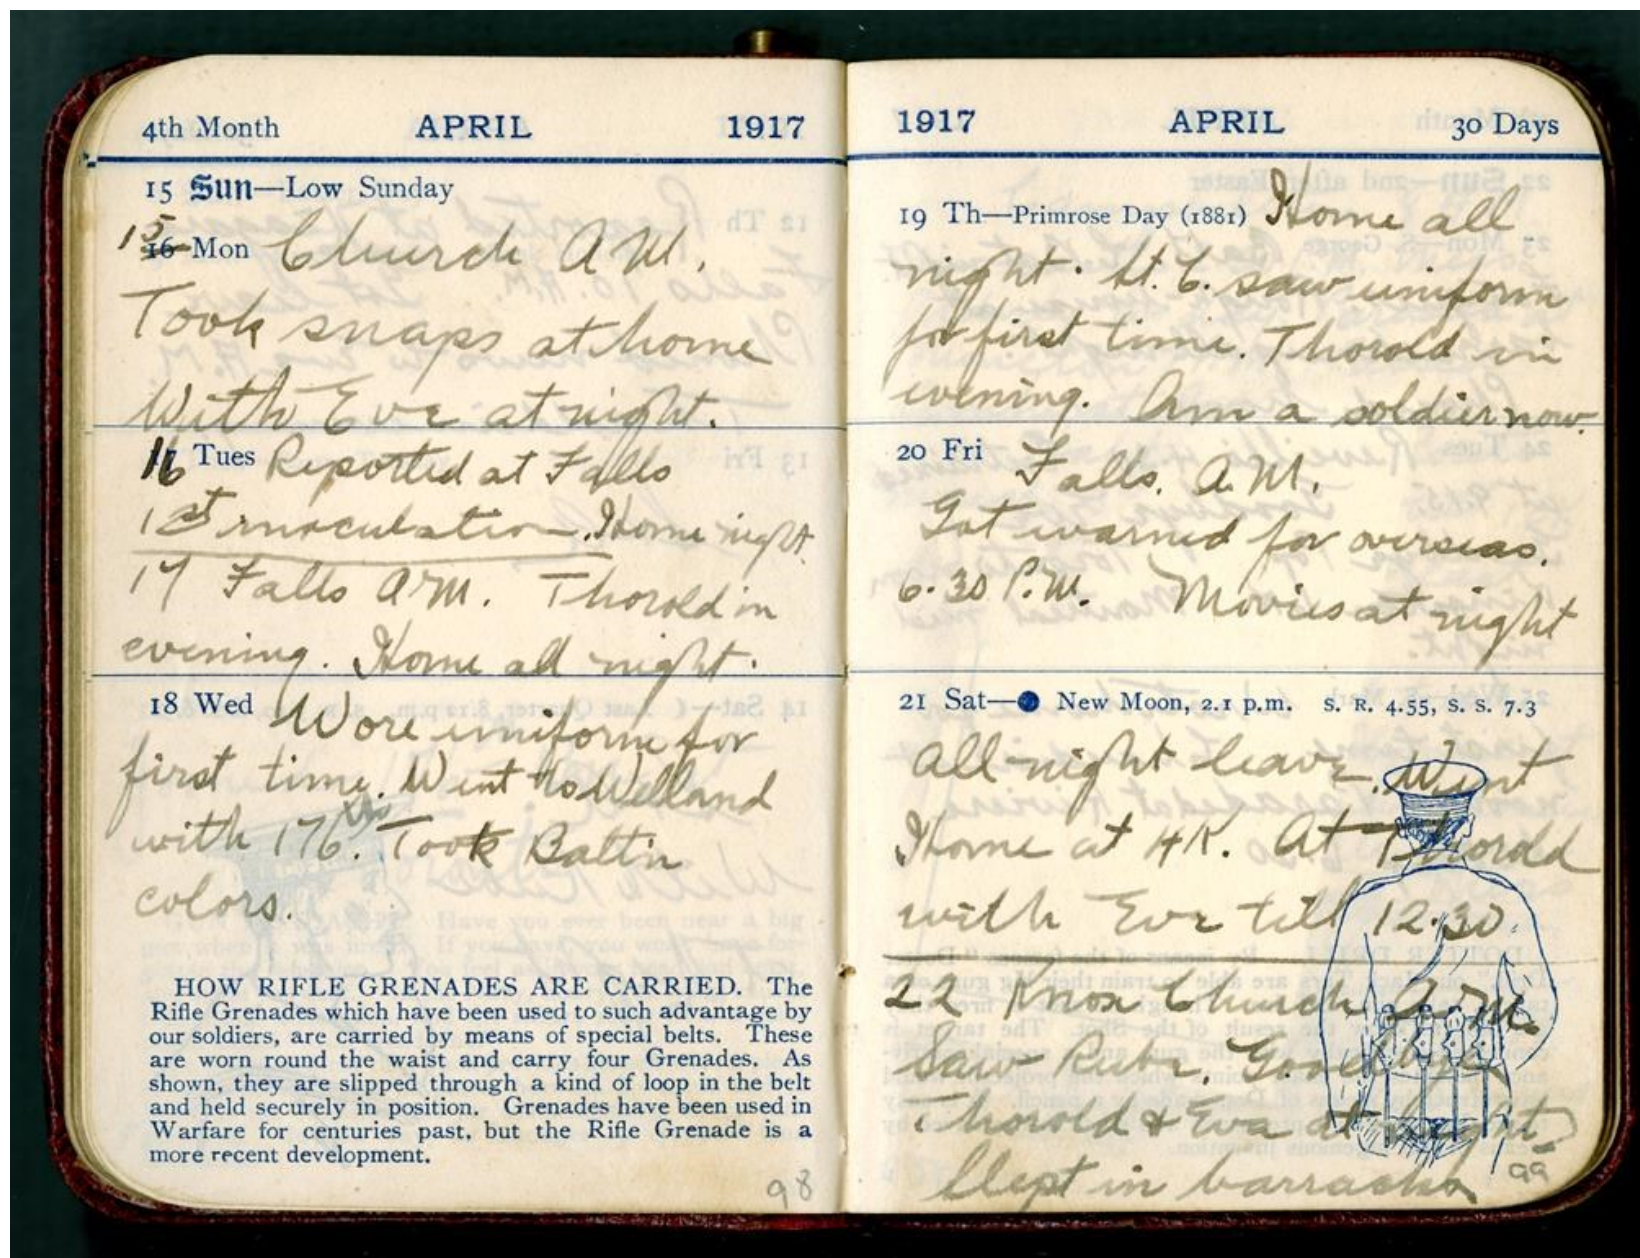 4th Month APRIL 1917
15 Sun—Low Sunday
15
16 Mon Church A.M.
Took snaps at home
With Eve at night.
16 Tues Reported at Falls
1st innoculation. Home night.
17 Falls A.M. Thorold in
evening. Home all night.
18 Wed Wore uniform for
first time. Went to Welland
with 176th. Took Batt'n
colors.
HOW RIFLE GRENADES ARE CARRIED. The
Rifle Grenades which have been used to such advantage by
our soldiers, are carried by means of special belts. These
are worn round the waist and carry four Grenades. As
shown, they are slipped through a kind of loop in the belt
and held securely in position. Grenades have been used in
Warfare for centuries past, but the Rifle Grenade is a
more recent development.
98
1917 APRIL 30 Days
19 Th—Primrose Day (1881) Home all
night. St. C. saw uniform
for first time. Thorold in
evening. Am a soldier now.
20 Fri Falls. A.M.
Got warned for overseas.
6.30 P.M. Movies at night
21 Sat— New Moon, 2.1 p.m. S. R. 4.55, S. S. 7.3
All night leave. Went
Home at 4K. At Thorold
with Eve till 12.30.
22 Knox Church A.M.
Saw Rube. Goodbye
Thorold & Eva at night.
Slept in barracks
99